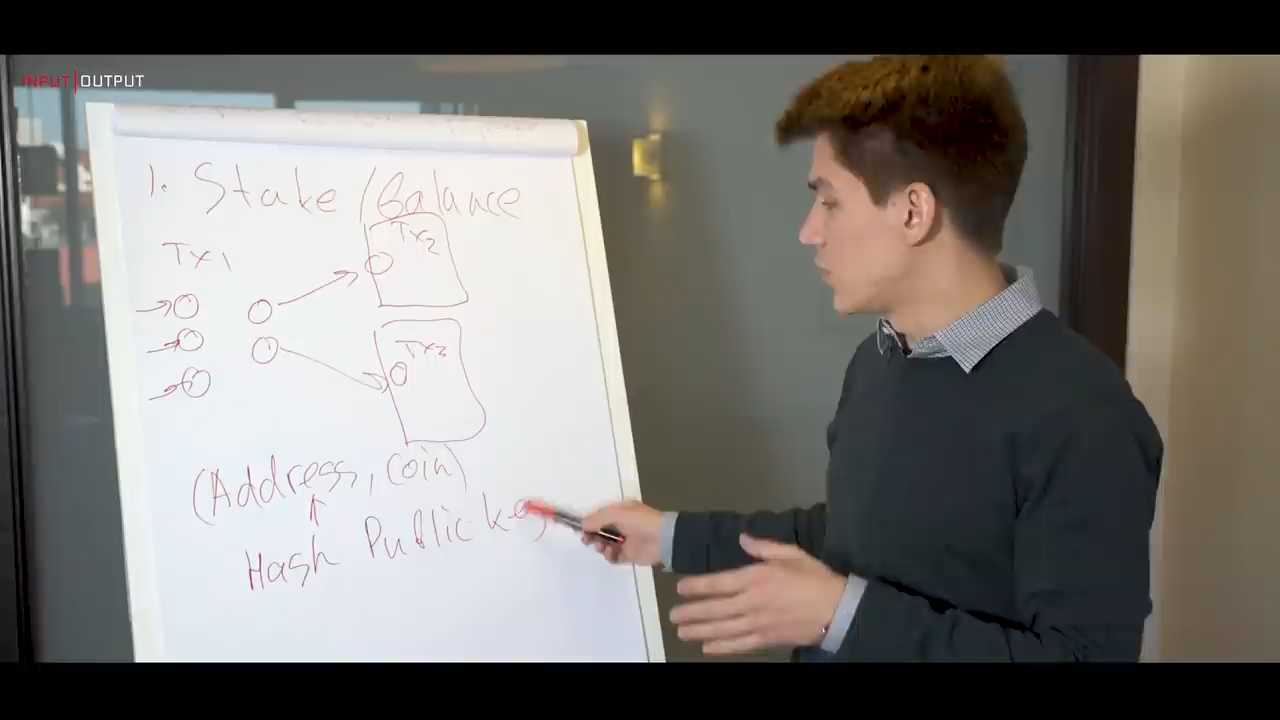 INPUT|OUTPUT
1. Stake/Balance
Tx1
Tx2
Tx3
(Address, Coin)
Hash Public key